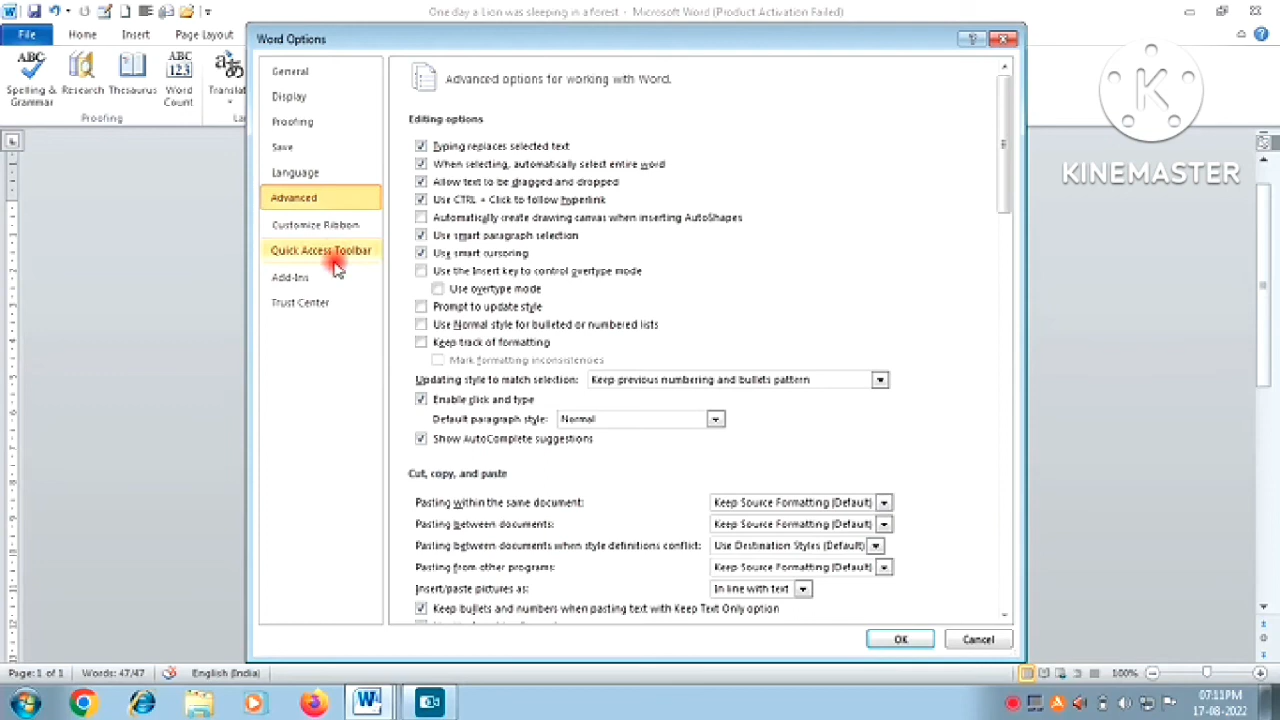 One day a Lion was sleeping in a forest - Microsoft Word (Product Activation Failed)
File Home Insert Page Layout
ABC
ABC
123
Spelling &
Grammar
Research
Thesaurus
Word
Count
Translat
Proofing
Word Options
General
Display
Proofing
Save
Language
Advanced
Customize Ribbon
Quick Access Toolbar
Add-Ins
Trust Center
Advanced options for working with Word.
Editing options
Typing replaces selected text
When selecting, automatically select entire word
Allow text to be dragged and dropped
Use CTRL + Click to follow hyperlink
Automatically create drawing canvas when inserting AutoShapes
Use smart paragraph selection
Use smart cursoring
Use the Insert key to control overtype mode
Use overtype mode
Prompt to update style
Use Normal style for bulleted or numbered lists
Keep track of formatting
Mark formatting inconsistencies
Updating style to match selection: Keep previous numbering and bullets pattern
Enable click and type
Default paragraph style: Normal
Show AutoComplete suggestions
Cut, copy, and paste
Pasting within the same document: Keep Source Formatting (Default)
Pasting between documents: Keep Source Formatting (Default)
Pasting between documents when style definitions conflict: Use Destination Styles (Default)
Pasting from other programs: Keep Source Formatting (Default)
Insert/paste pictures as: In line with text
Keep bullets and numbers when pasting text with Keep Text Only option
OK Cancel
K
KINEMASTER
Page: 1 of 1 Words: 47/47 English (India) 100%
07:11PM
17-08-2022